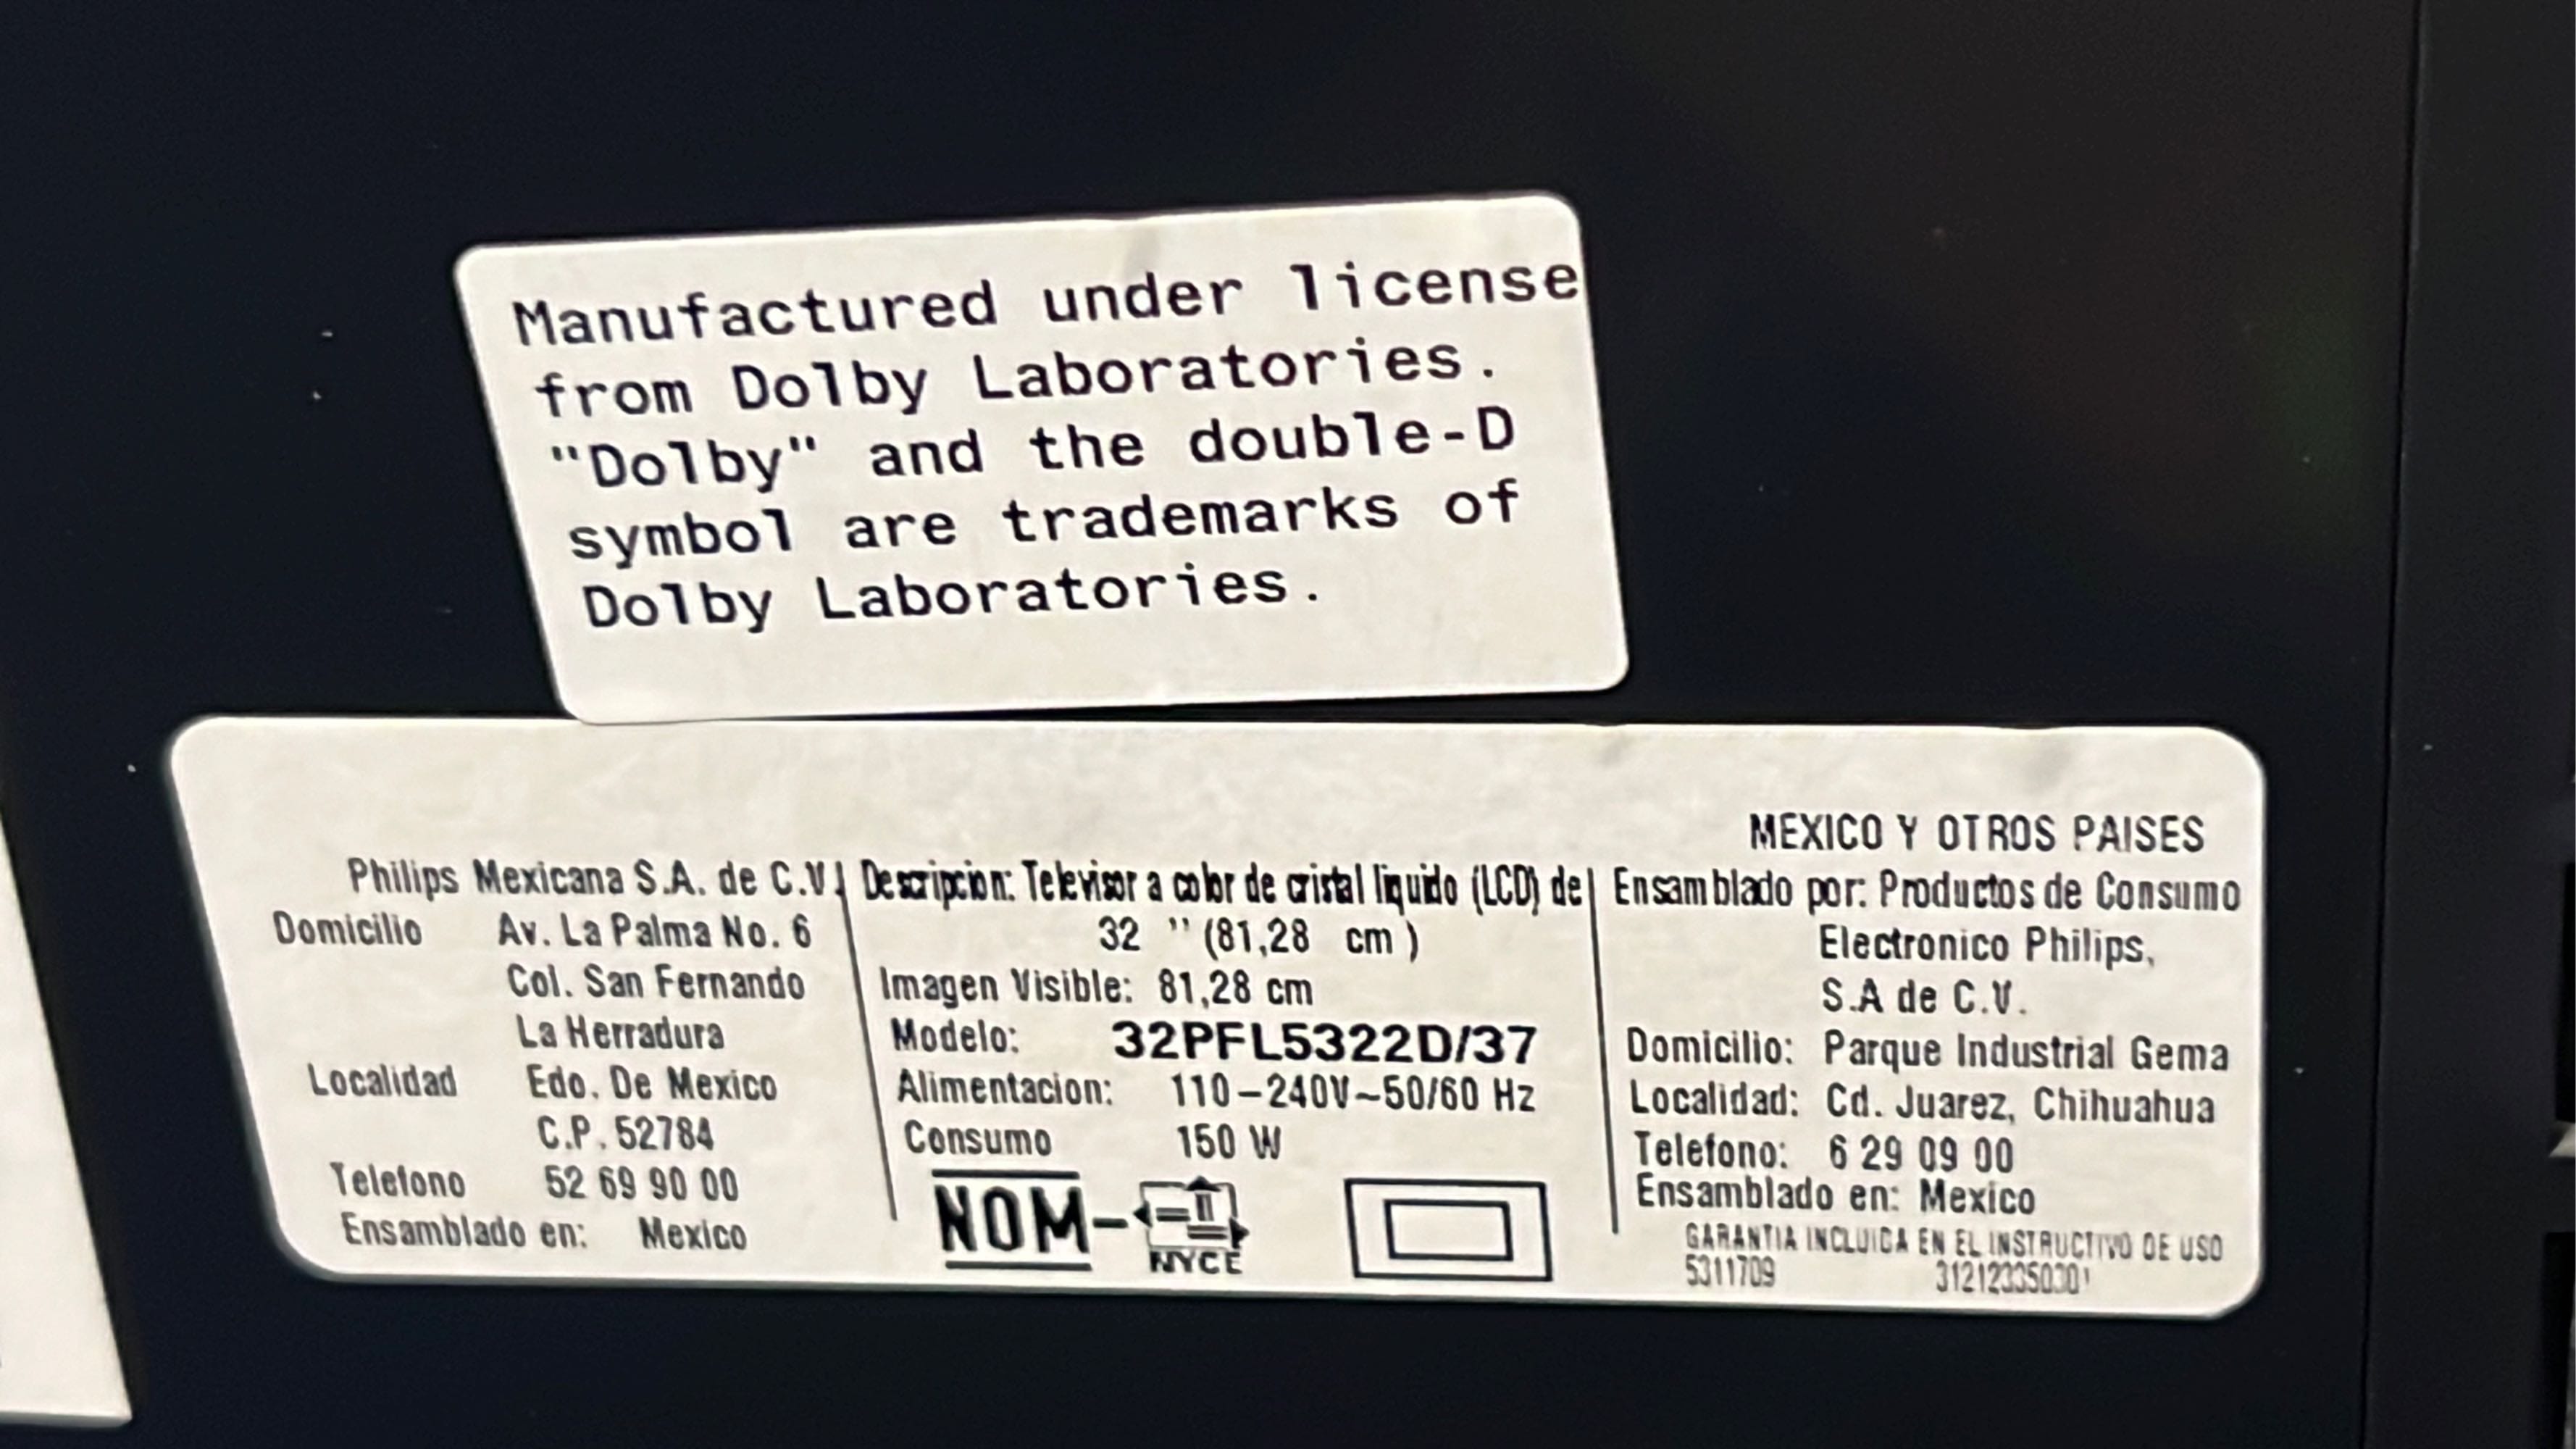 Manufactured under license
from Dolby Laboratories.
"Dolby" and the double-D
symbol are trademarks of
Dolby Laboratories.
Philips Mexicana S.A. de C.V.
Domicilio Av. La Palma No. 6
Col. San Fernando
La Herradura
Localidad Edo. De Mexico
C.P. 52784
Telefono 52 69 90 00
Ensamblado en: Mexico
Descripcion: Televisor a color de cristal liquido (LCD) de
32 " (81,28 cm )
Imagen Visible: 81,28 cm
Modelo: 32PFL5322D/37
Alimentacion: 110-240V~50/60 Hz
Consumo 150 W
NOM-
NYCE
MEXICO Y OTROS PAISES
Ensamblado por: Productos de Consumo
Electronico Philips,
S.A de C.V.
Domicilio: Parque Industrial Gema
Localidad: Cd. Juarez, Chihuahua
Telefono: 6 29 09 00
Ensamblado en: Mexico
GARANTIA INCLUIDA EN EL INSTRUCTIVO DE USO
5311709